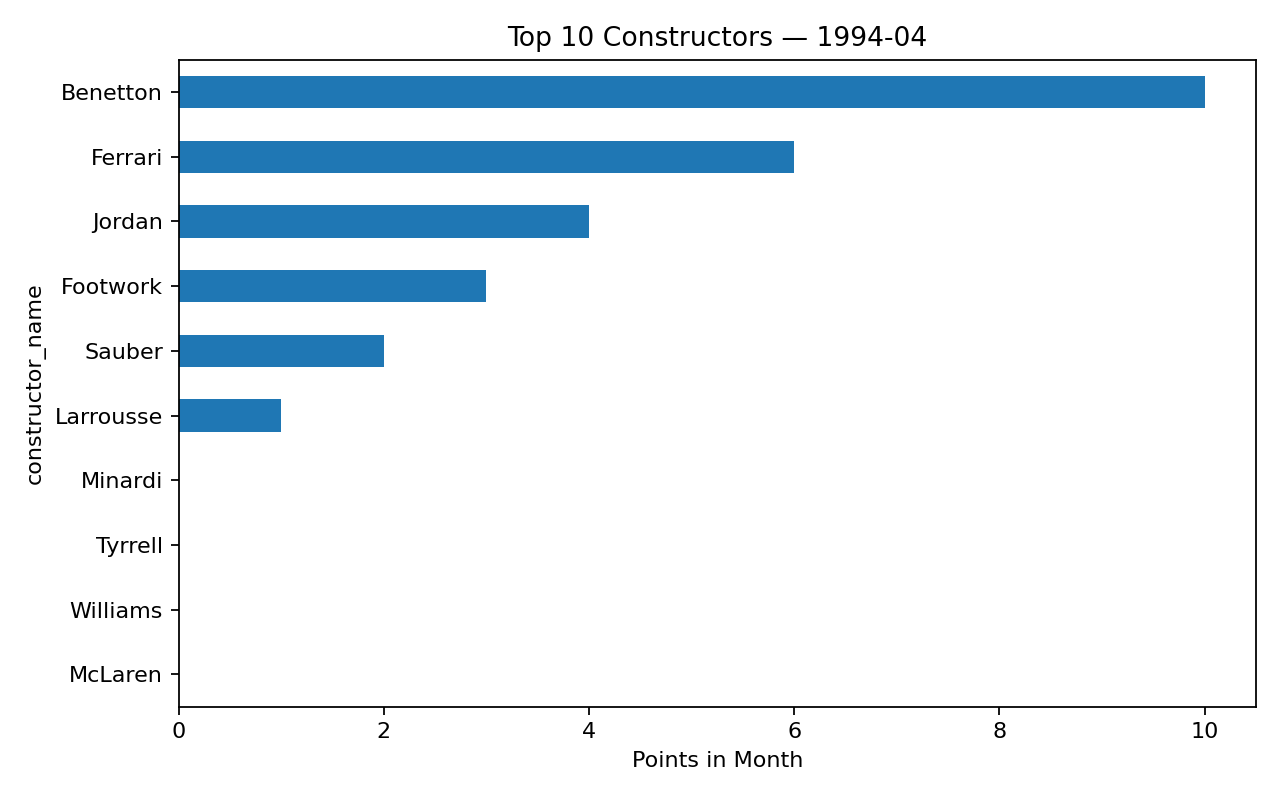 Top 10 Constructors — 1994-04
Benetton
Ferrari
Jordan
Footwork
Sauber
Larrousse
Minardi
Tyrrell
Williams
McLaren
constructor_name
0 2 4 6 8 10
Points in Month